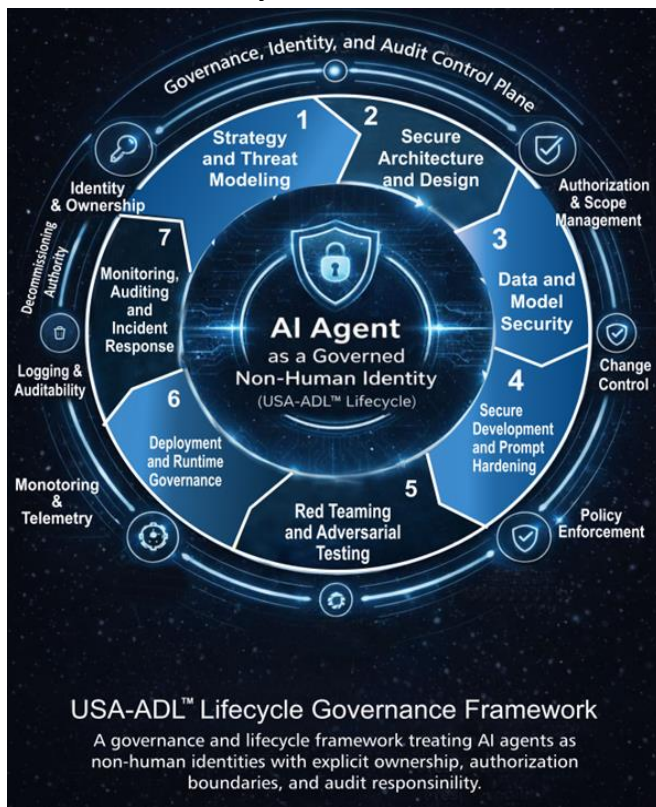 Governance, Identity, and Audit Control Plane
1
Strategy
and Threat
Modeling
2
Secure
Architecture
and Design
Identity
& Ownership
Authorization
& Scope
Management
3
Data and
Model
Security
7
Monitoring,
Auditing
and
Incident
Response
Decommissioning
Authority
AI Agent
as a Governed
Non-Human Identity
(USA-ADL™ Lifecycle)
Logging &
Auditability
Change
Control
4
Secure
Development
and Prompt
Hardening
6
Deployment
and Runtime
Governance
5
Red Teaming
and Adversarial
Testing
Monotoring
&
Telemetry
Policy
Enforcement
USA-ADL™ Lifecycle Governance Framework
A governance and lifecycle framework treating AI agents as
non-human identities with explicit ownership, authorization
boundaries, and audit responsinility.